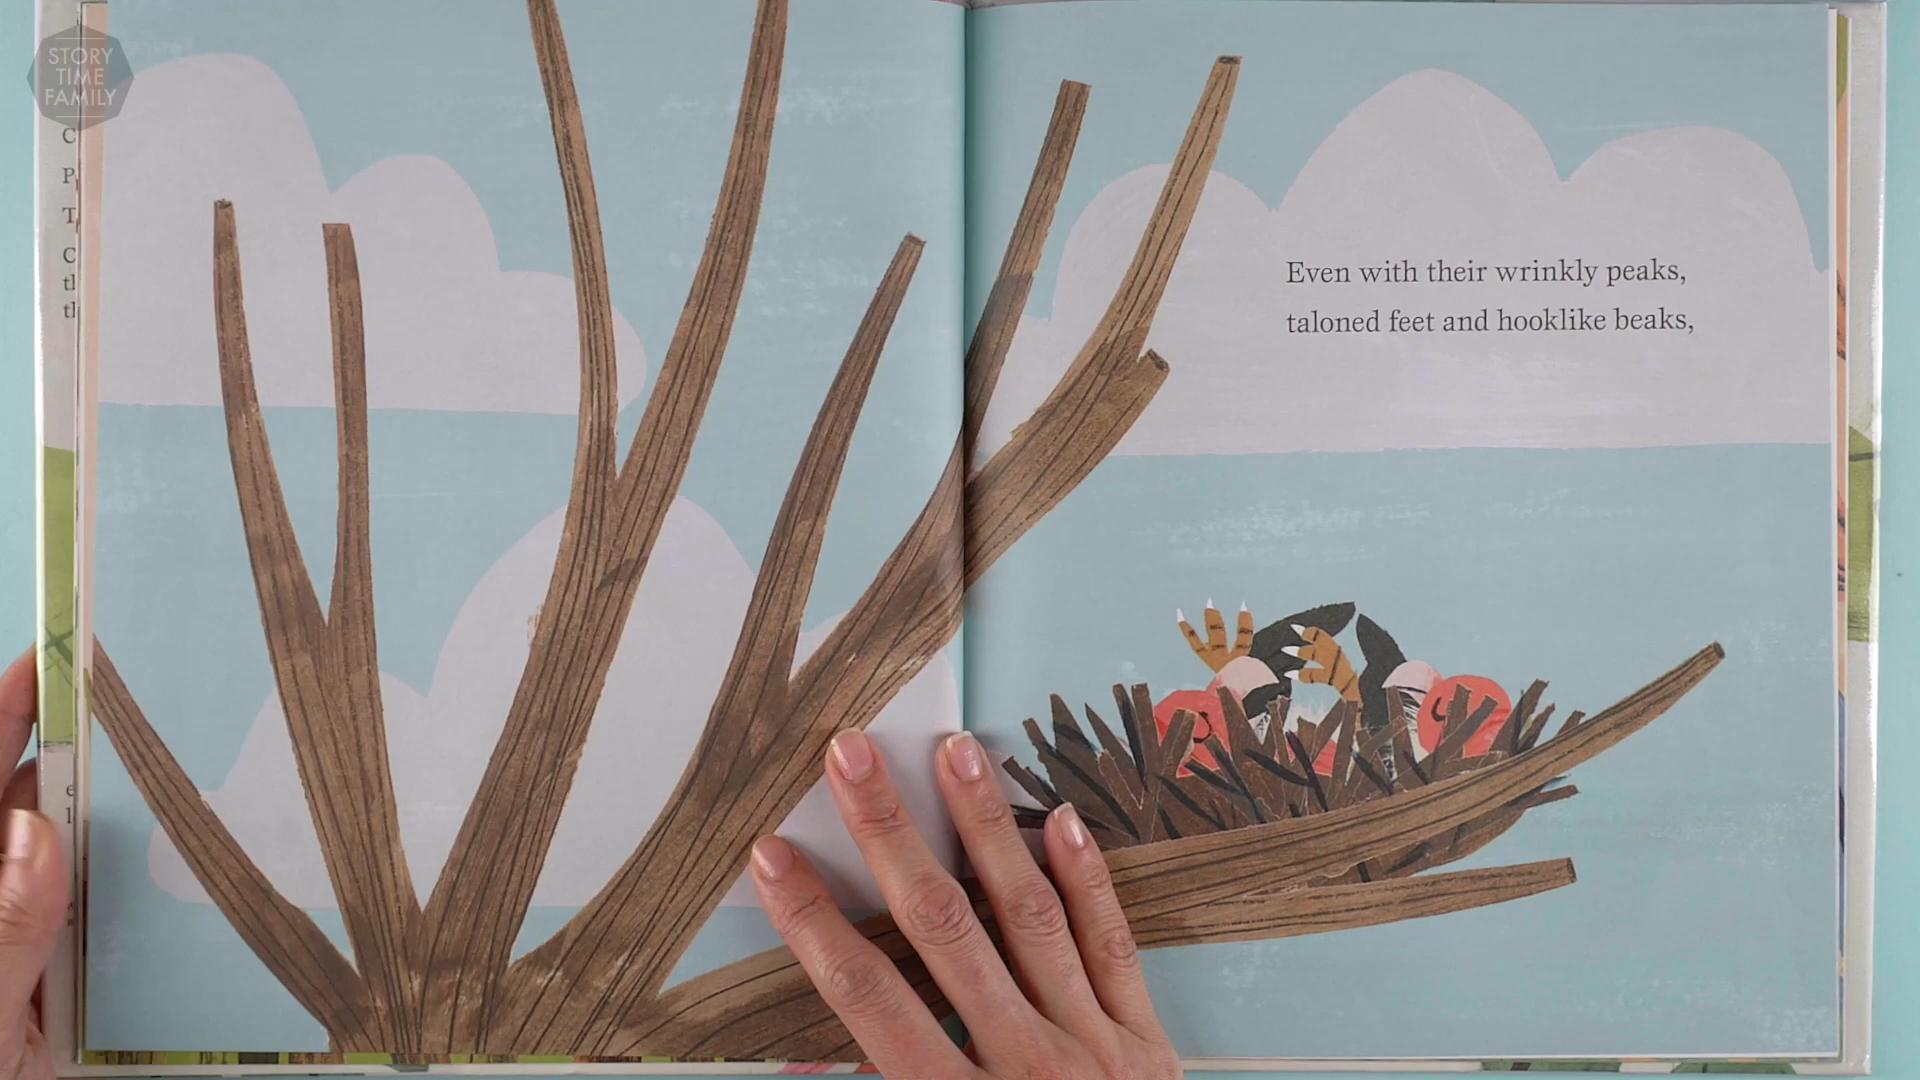 STORY
TIME
FAMILY
Even with their wrinkly peaks,
taloned feet and hooklike beaks,